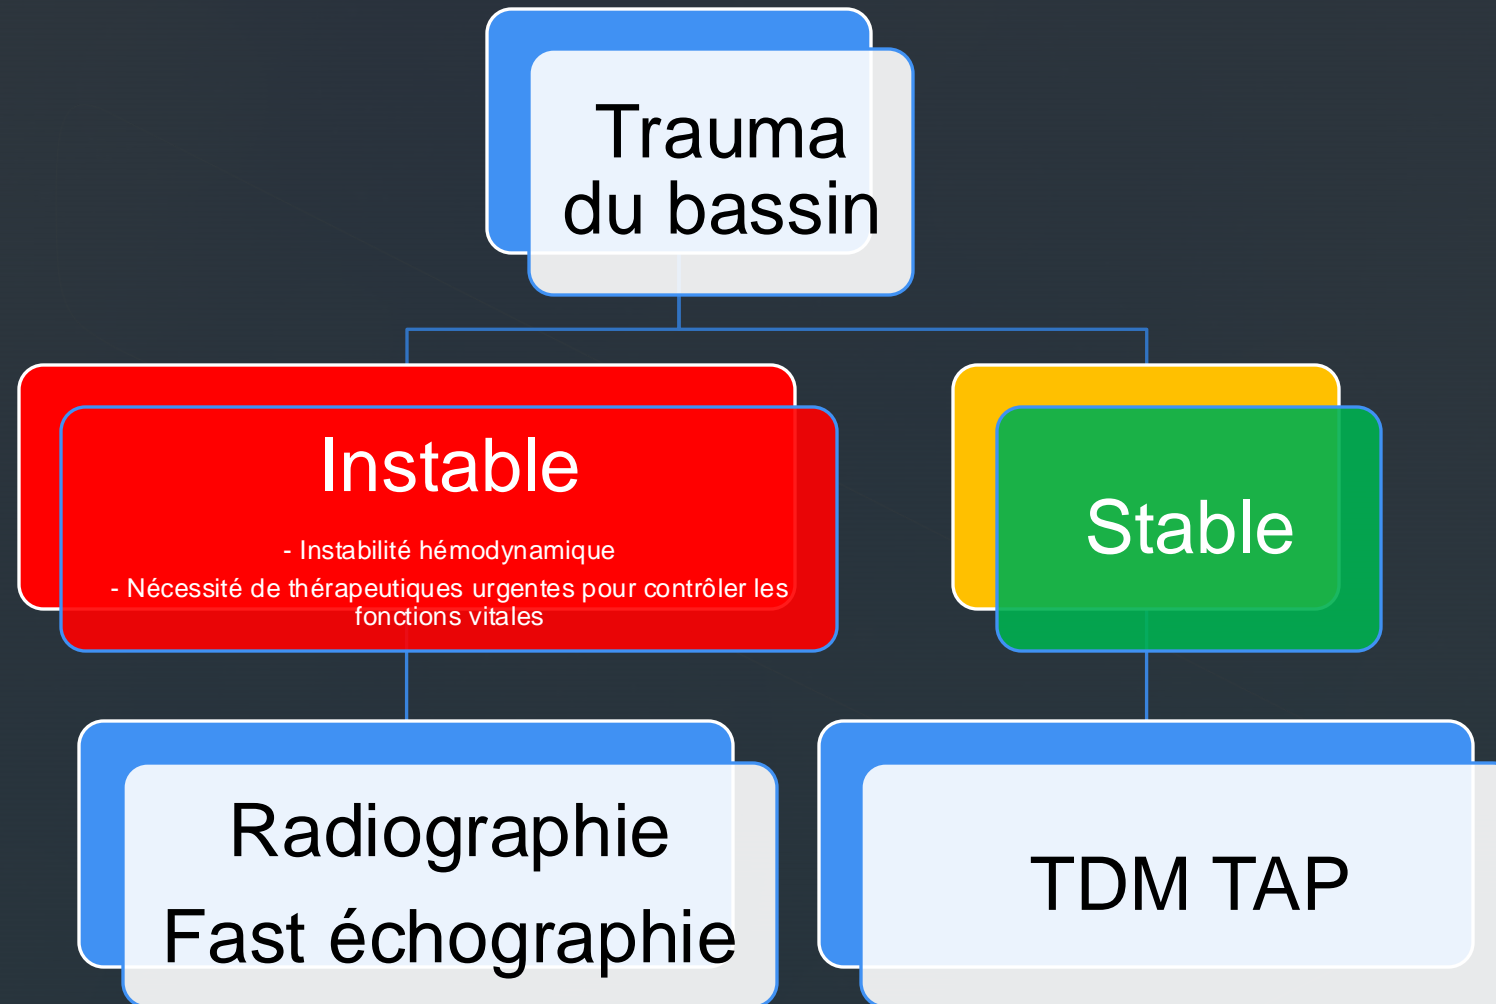 Trauma
du bassin
Instable
- Instabilité hémodynamique
- Nécessité de thérapeutiques urgentes pour contrôler les
fonctions vitales
Stable
Radiographie
Fast échographie
TDM TAP